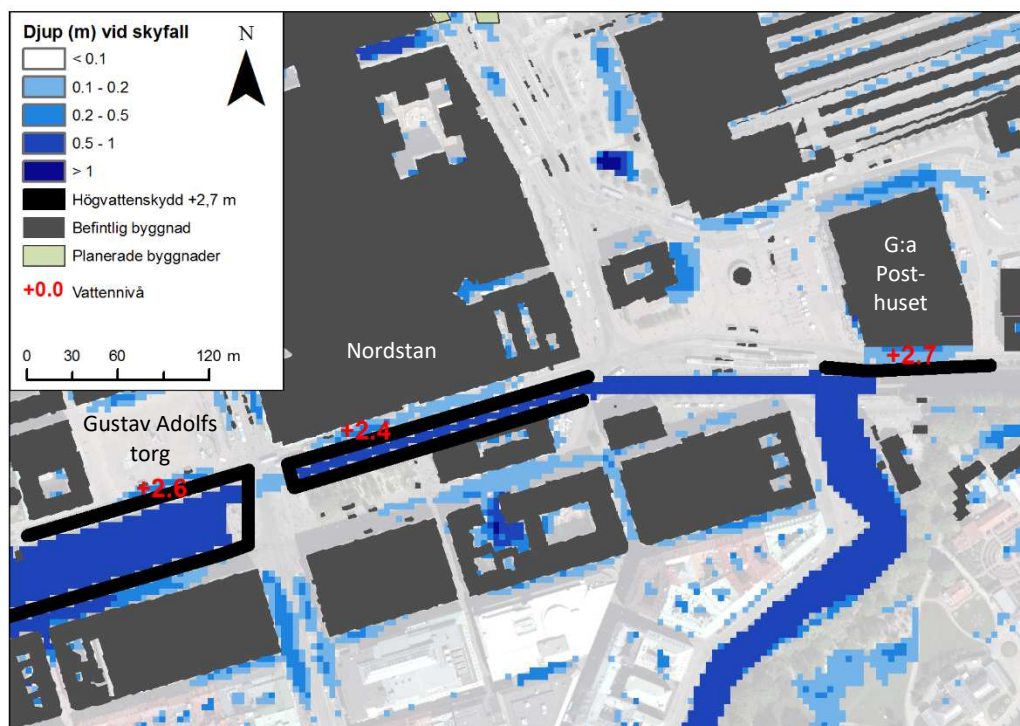 Djup (m) vid skyfall
N
< 0.1
0.1 - 0.2
0.2 - 0.5
0.5 - 1
> 1
Högvattenskydd +2,7 m
Befintlig byggnad
Planerade byggnader
+0.0 Vattennivå
0 30 60 120 m
G:a
Post-
huset
Nordstan
+2.7
Gustav Adolfs
torg
+2.4
+2.6